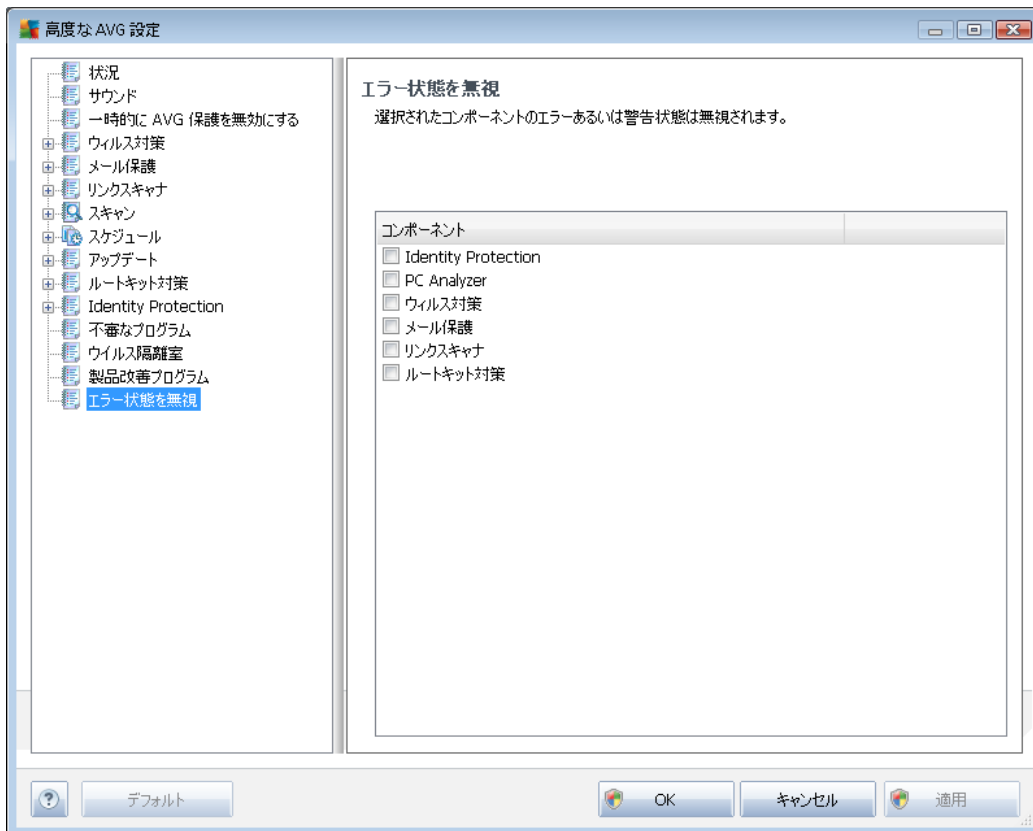 高度な AVG 設定
状況
サウンド
一時的に AVG 保護を無効にする
ウィルス対策
メール保護
リンクスキャナ
スキャン
スケジュール
アップデート
ルートキット対策
Identity Protection
不審なプログラム
ウイルス隔離室
製品改善プログラム
エラー状態を無視
エラー状態を無視
選択されたコンポーネントのエラーあるいは警告状態は無視されます。
コンポーネント
Identity Protection
PC Analyzer
ウィルス対策
メール保護
リンクスキャナ
ルートキット対策
?
デフォルト
OK
キャンセル
適用